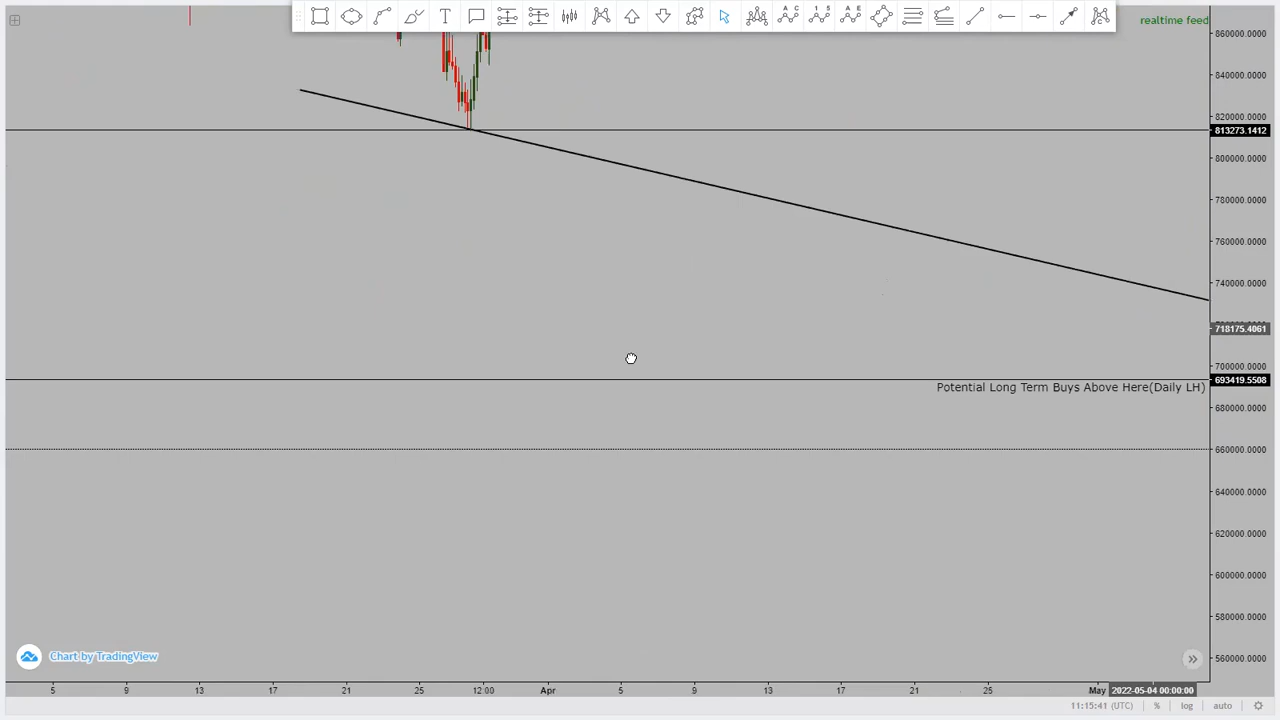 A C
1 5
A E
realtime feed
860000.0000
840000.0000
820000.0000
813273.1412
800000.0000
780000.0000
760000.0000
740000.0000
718175.4061
700000.0000
693419.5508
Potential Long Term Buys Above Here(Daily LH)
680000.0000
660000.0000
640000.0000
620000.0000
600000.0000
580000.0000
560000.0000
Chart by TradingView
5 9 13 17 21 25 12:00 Apr 5 9 13 17 21 25 May 2022-05-04 00:00:00
11:15:41 (UTC) % log auto